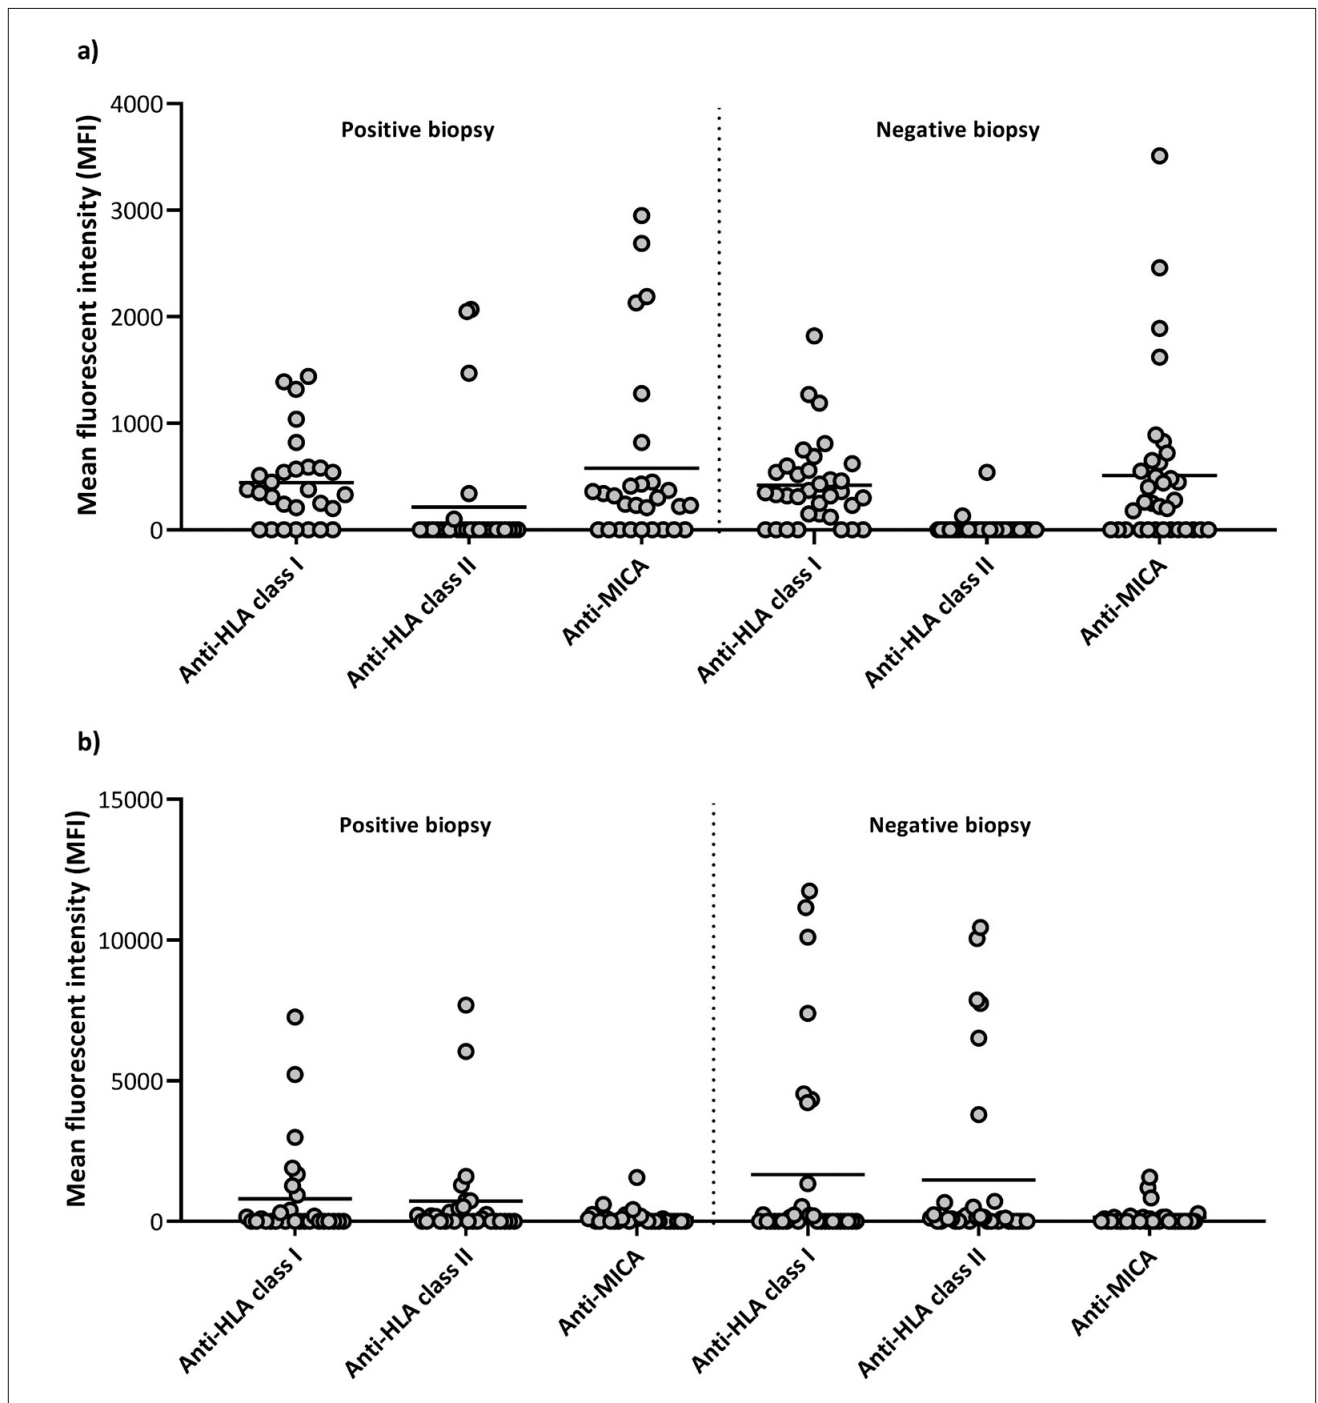 a)
Mean fluorescent intensity (MFI)
4000
3000
2000
1000
0
Positive biopsy
Negative biopsy
Anti-HLA class I
Anti-HLA class II
Anti-MICA
Anti-HLA class I
Anti-HLA class II
Anti-MICA
b)
Mean fluorescent intensity (MFI)
15000
10000
5000
0
Positive biopsy
Negative biopsy
Anti-HLA class I
Anti-HLA class II
Anti-MICA
Anti-HLA class I
Anti-HLA class II
Anti-MICA